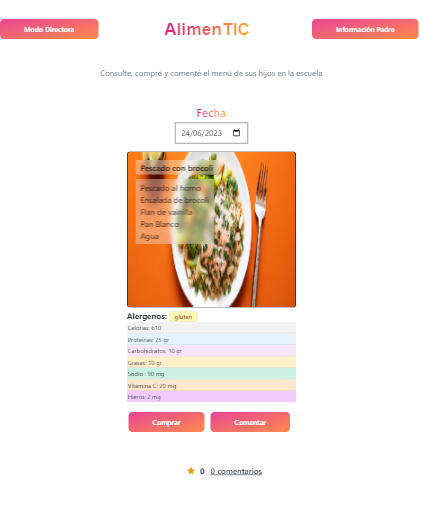 Modo Directora
AlimenTIC
Información Padre
Consulte, compré y comenté el menú de sus hijos en la escuela
Fecha
24/06/2023
Pescado con brocoli
Pescado al horno
Ensalada de brocoli
Flan de vainilla
Pan Blanco
Agua
Alergenos: gluten
Calorias: 610
Proteinas: 25 gr
Carbohidratos: 10 gr
Grasas: 10 gr
Sodio : 90 mg
Vitamina C: 20 mg
Hierro: 2 mg
Comprar
Comentar
0 0 comentarios